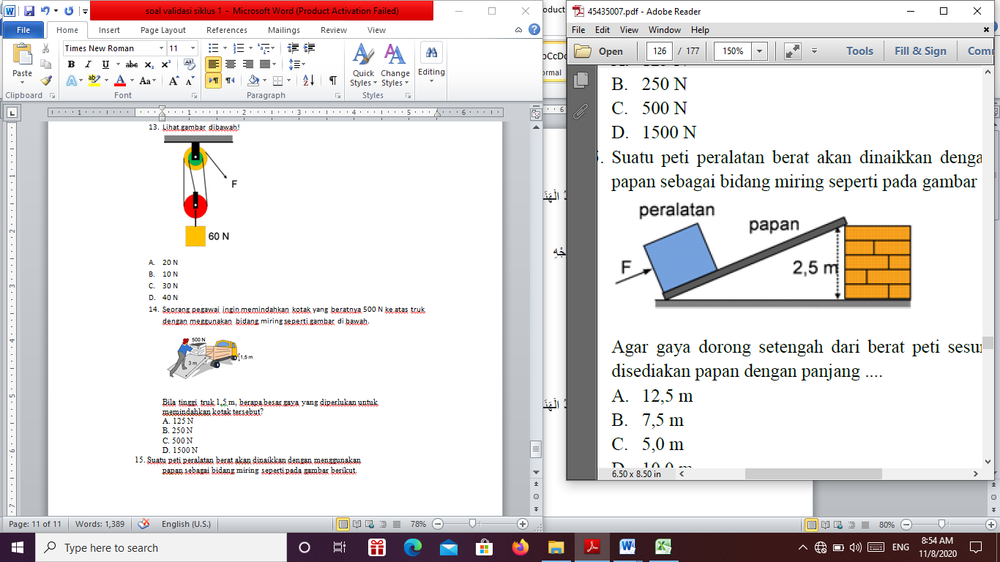 soal validasi siklus 1 - Microsoft Word (Product Activation Failed)
File Home Insert Page Layout References Mailings Review View
Times New Roman 11
Paste
Quick Styles
Change Styles
Editing
Clipboard Font Paragraph Styles
13. Lihat gambar dibawah!
F
60 N
A. 20 N
B. 10 N
C. 30 N
D. 40 N
14. Seorang pegawai ingin memindahkan kotak yang beratnya 500 N ke atas truk
dengan meggunakan bidang miring seperti gambar di bawah.
500 N
3 m
1,5 m
Bila tinggi truk 1,5 m, berapa besar gaya yang diperlukan untuk
memindahkan kotak tersebut?
A. 125 N
B. 250 N
C. 500 N
D. 1500 N
15. Suatu peti peralatan berat akan dinaikkan dengan menggunakan
papan sebagai bidang miring seperti pada gambar berikut.
Page: 11 of 11 Words: 1,389 English (U.S.) 78%
45435007.pdf - Adobe Reader
File Edit View Window Help
Open 126 / 177 150% Tools Fill & Sign
B. 250 N
C. 500 N
D. 1500 N
Suatu peti peralatan berat akan dinaikkan
papan sebagai bidang miring seperti pada gambar
peralatan
papan
F
2,5 m
Agar gaya dorong setengah dari berat peti
disediakan papan dengan panjang ....
A. 12,5 m
B. 7,5 m
C. 5,0 m
D. 10,0 m
6.50 x 8.50 in
80%
Type here to search
ENG
8:54 AM
11/8/2020